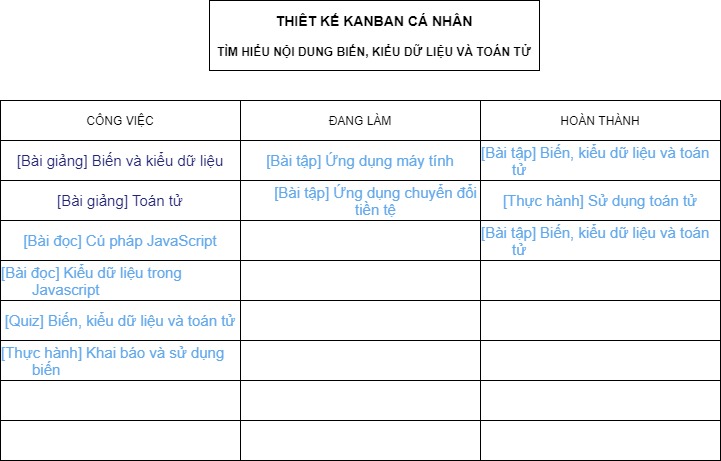 THIẾT KẾ KANBAN CÁ NHÂN
TÌM HIỂU NỘI DUNG BIẾN, KIỂU DỮ LIỆU VÀ TOÁN TỬ
CÔNG VIỆC
ĐANG LÀM
HOÀN THÀNH
[Bài giảng] Biến và kiểu dữ liệu
[Bài tập] Ứng dụng máy tính
[Bài tập] Biến, kiểu dữ liệu và toán
tử
[Bài giảng] Toán tử
[Bài tập] Ứng dụng chuyển đổi
tiền tệ
[Thực hành] Sử dụng toán tử
[Bài đọc] Cú pháp JavaScript
[Bài tập] Biến, kiểu dữ liệu và toán
tử
[Bài đọc] Kiểu dữ liệu trong
Javascript
[Quiz] Biến, kiểu dữ liệu và toán tử
[Thực hành] Khai báo và sử dụng
biến